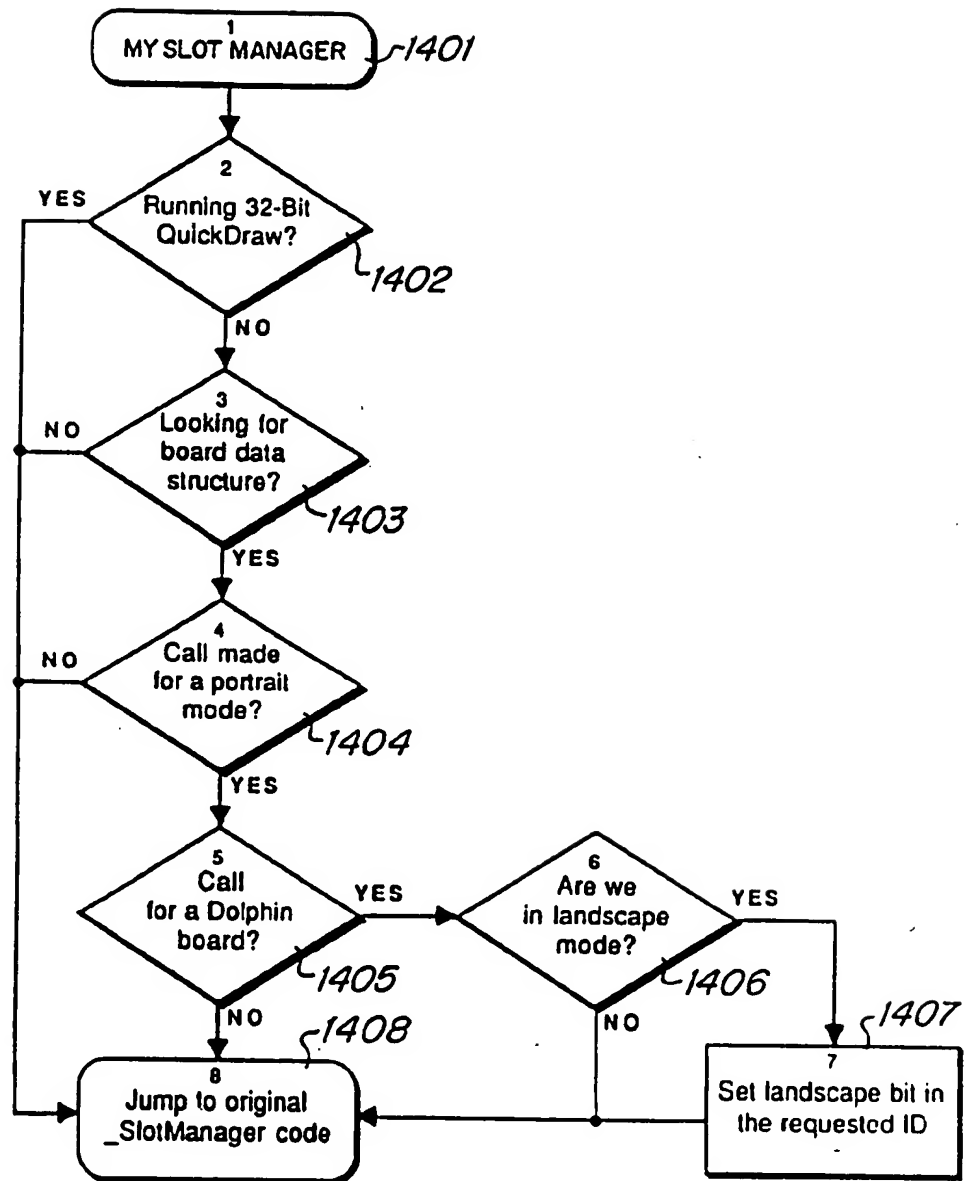 1
MY SLOT MANAGER
1401
2
YES
Running 32-Bit
QuickDraw?
1402
NO
3
NO
Looking for
board data
structure?
1403
YES
4
NO
Call made
for a portrait
mode?
1404
YES
5
Call
for a Dolphin
board?
YES
1405
NO
6
Are we
in landscape
mode?
YES
1406
NO
1407
7
Set landscape bit in
the requested ID
1408
8
Jump to original
_SlotManager code